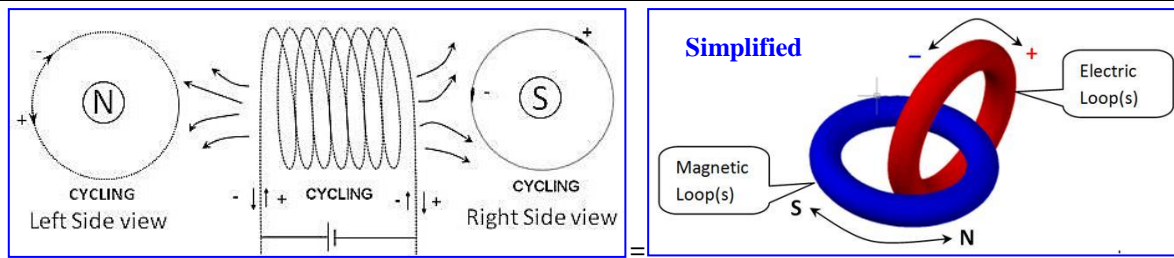 -
+
N
CYCLING
Left Side view
CYCLING
- +
- +
+
-
S
CYCLING
Right Side view
=
Simplified
- +
Electric
Loop(s)
Magnetic
Loop(s)
S
N